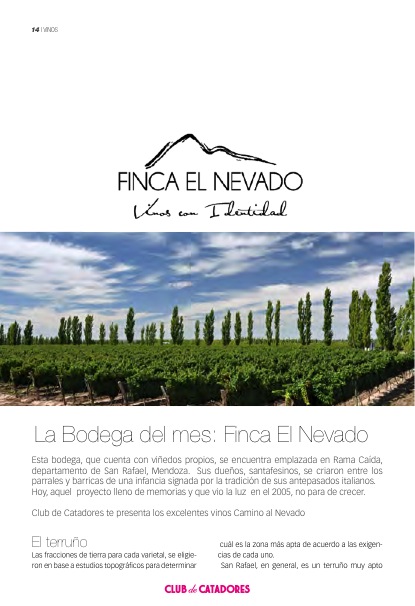 14 | VINOS
FINCA EL NEVADO
Vinos con Identidad
La Bodega del mes: Finca El Nevado
Esta bodega, que cuenta con viñedos propios, se encuentra emplazada en Rama Caída,
departamento de San Rafael, Mendoza. Sus dueños, santafesinos, se criaron entre los
parrales y barricas de una infancia signada por la tradición de sus antepasados italianos.
Hoy, aquel proyecto lleno de memorias y que vio la luz en el 2005, no para de crecer.
Club de Catadores te presenta los excelentes vinos Camino al Nevado
El terruño
Las fracciones de tierra para cada varietal, se eligie-
ron en base a estudios topográficos para determinar
cuál es la zona más apta de acuerdo a las exigen-
cias de cada uno.
San Rafael, en general, es un terruño muy apto
CLUB de CATADORES